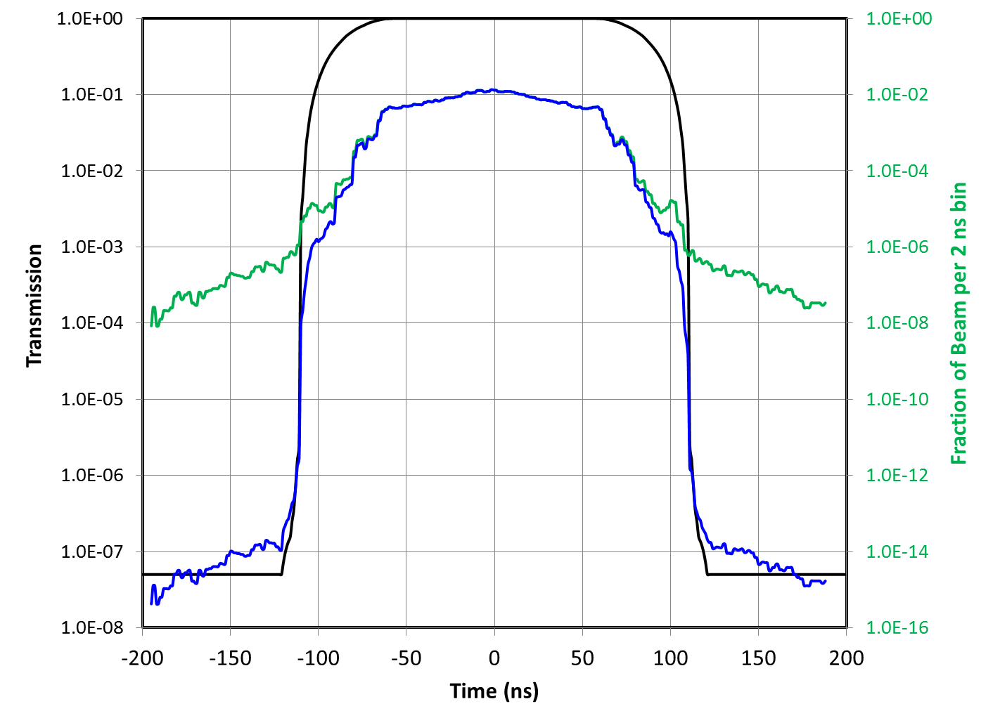 1.0E+00
1.0E-01
1.0E-02
1.0E-03
1.0E-04
1.0E-05
1.0E-06
1.0E-07
1.0E-08
Transmission
1.0E+00
1.0E-02
1.0E-04
1.0E-06
1.0E-08
1.0E-10
1.0E-12
1.0E-14
1.0E-16
Fraction of Beam per 2 ns bin
-200 -150 -100 -50 0 50 100 150 200
Time (ns)